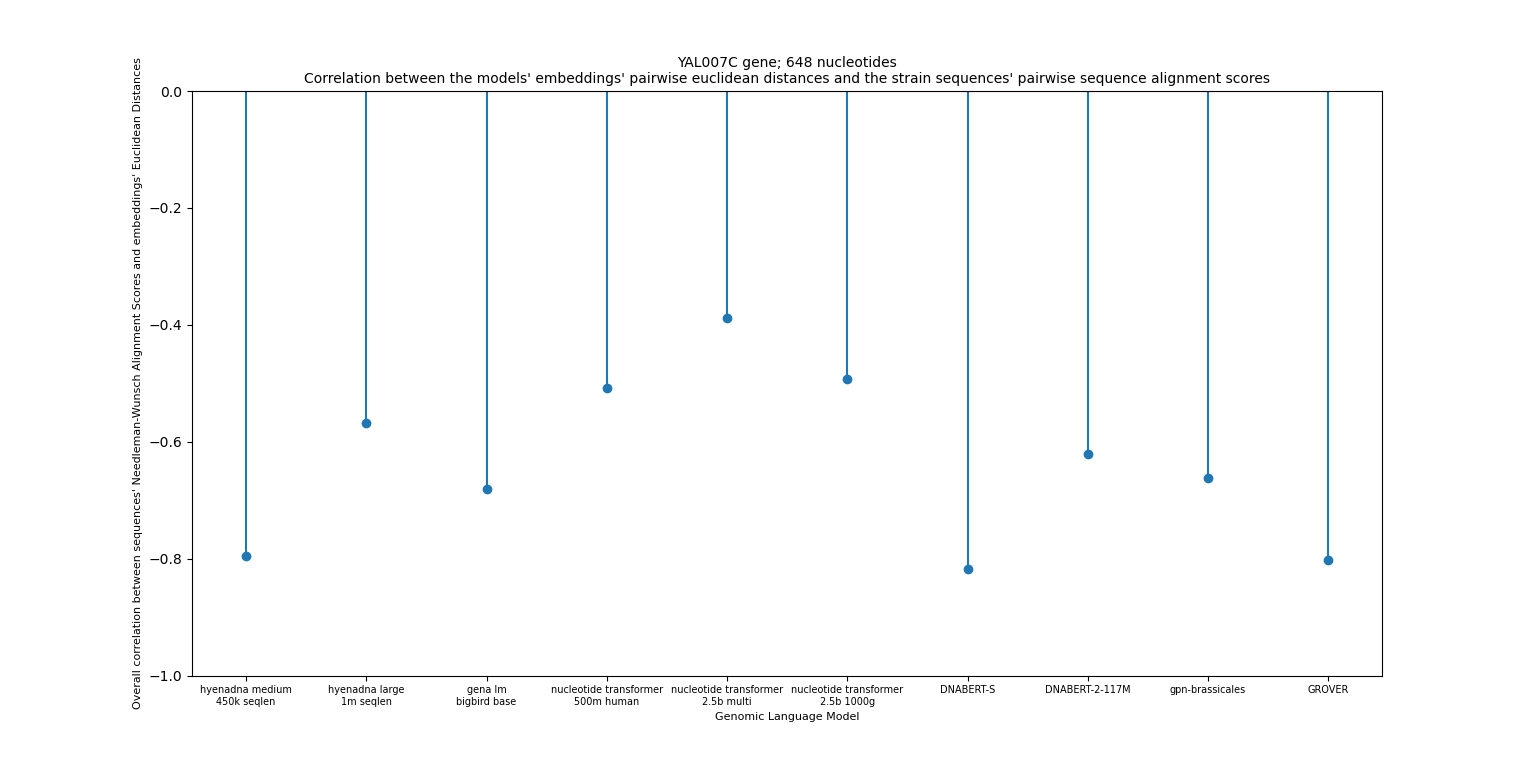 YAL007C gene; 648 nucleotides
Correlation between the models' embeddings' pairwise euclidean distances and the strain sequences' pairwise sequence alignment scores
Overall correlation between sequences' Needleman-Wunsch Alignment Scores and embeddings' Euclidean Distances
0.0
−0.2
−0.4
−0.6
−0.8
−1.0
hyenadna medium
450k seqlen
hyenadna large
1m seqlen
gena lm
bigbird base
nucleotide transformer
500m human
nucleotide transformer
2.5b multi
nucleotide transformer
2.5b 1000g
DNABERT-S
DNABERT-2-117M
gpn-brassicales
GROVER
Genomic Language Model